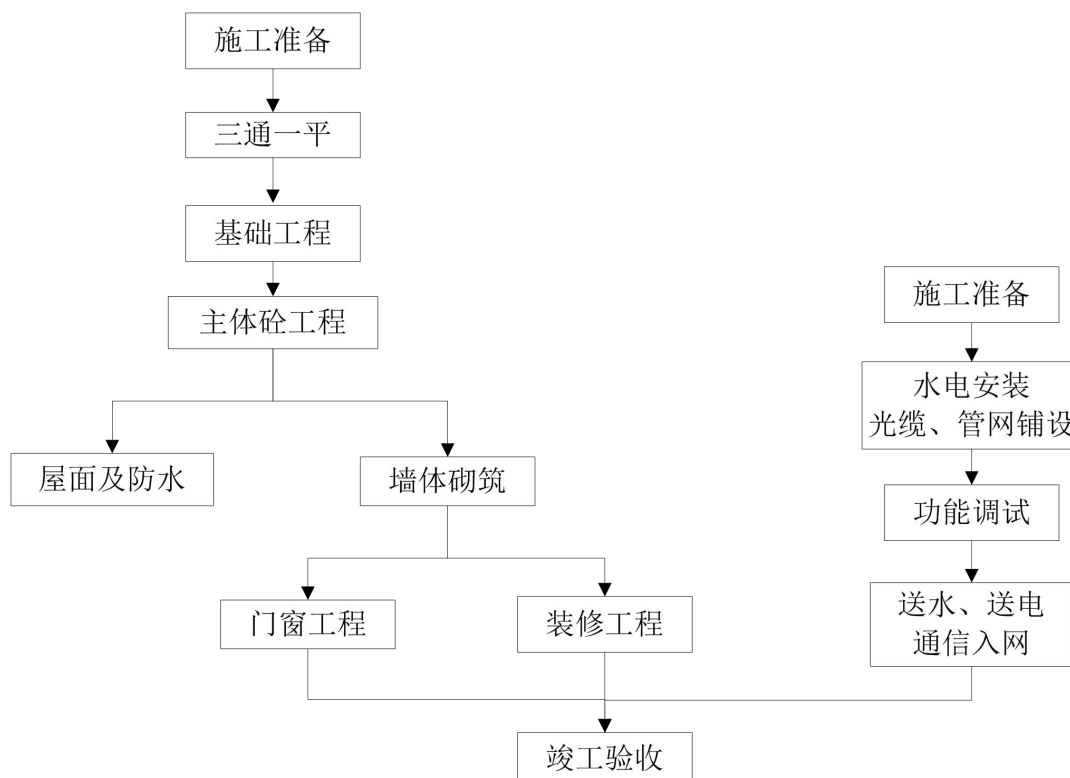 施工准备
三通一平
基础工程
主体砼工程
屋面及防水
墙体砌筑
门窗工程
装修工程
施工准备
水电安装
光缆、管网铺设
功能调试
送水、送电
通信入网
竣工验收